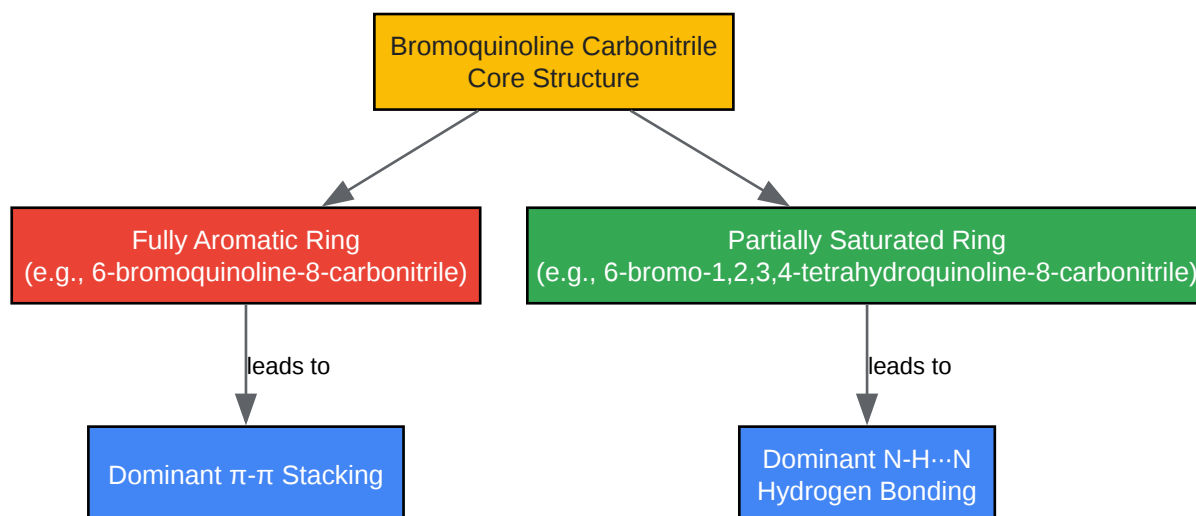 Bromoquinoline Carbonitrile
Core Structure
Fully Aromatic Ring
(e.g., 6-bromoquinoline-8-carbonitrile)
Partially Saturated Ring
(e.g., 6-bromo-1,2,3,4-tetrahydroquinoline-8-carbonitrile)
leads to
leads to
Dominant π-π Stacking
Dominant N-H···N
Hydrogen Bonding